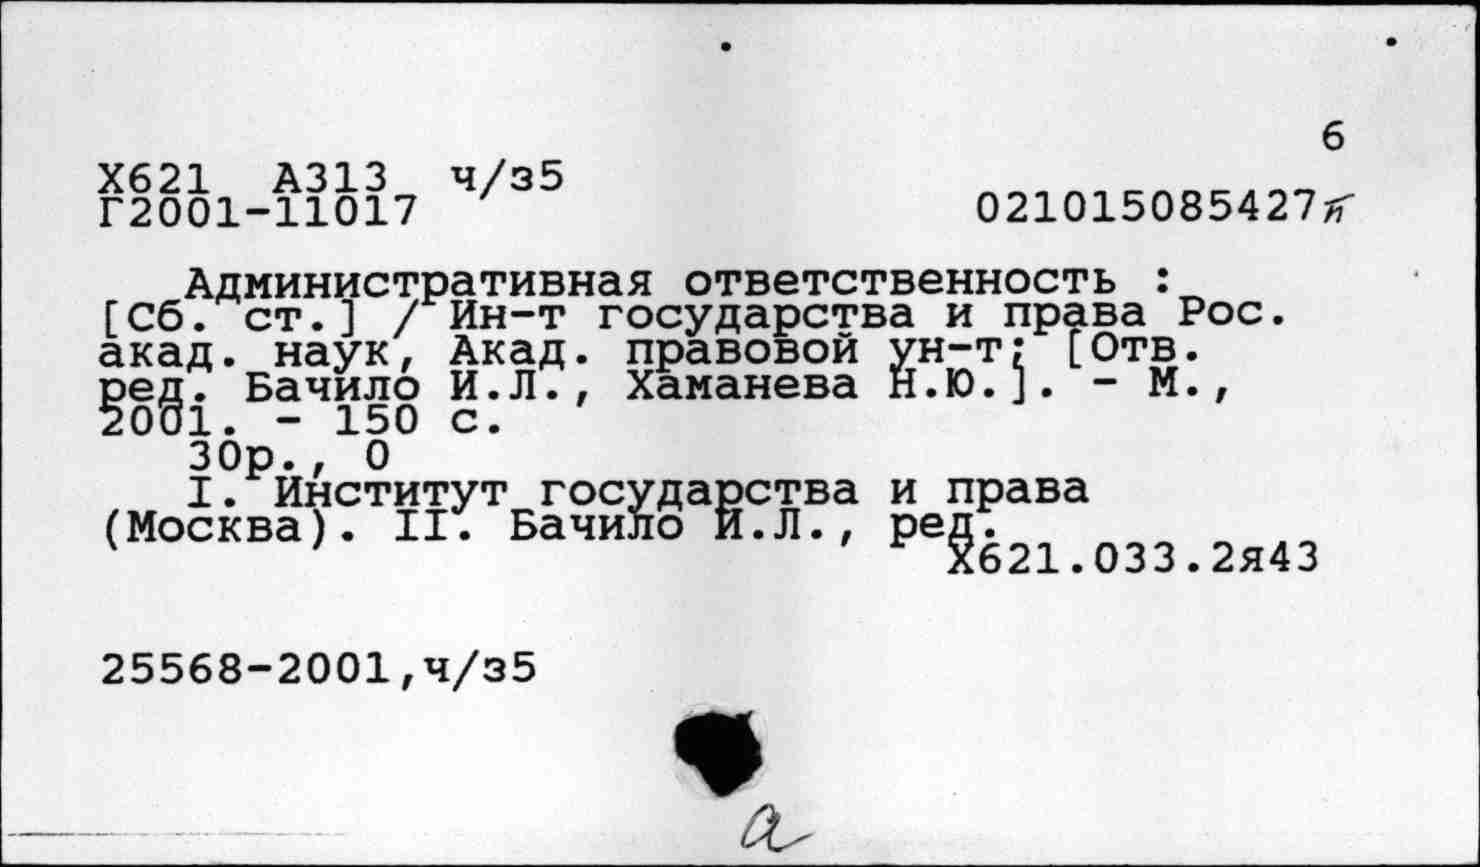 6
Х621 А313 ч/з5
Г2001-11017
021015085427
Административная ответственность :
[Сб. ст.] / Ин-т государства и права Рос.
акад. наук, Акад. правовой ун-т; [Отв.
ред. Бачило И.Л., Хаманева Н.Ю.]. - М.,
2001. - 150 с.
30р., 0
I. Институт государства и права
(Москва). II. Бачило И.Л., ред.
Х621.033.2я43
25568-2001,ч/з5
а